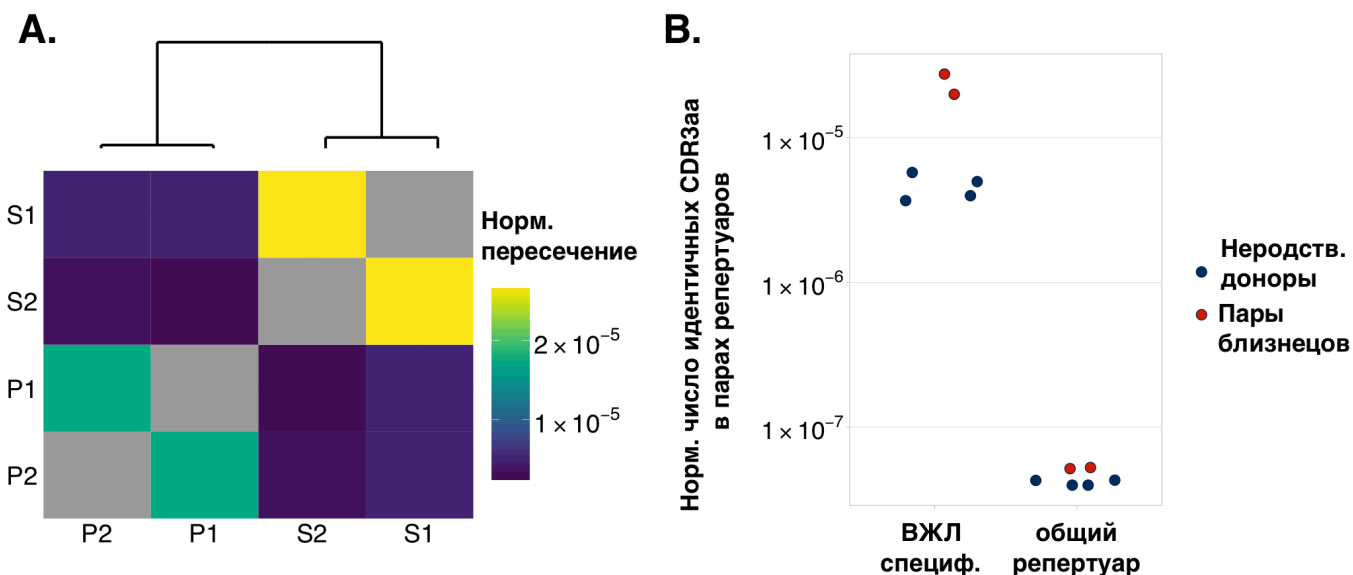 A.
S1
S2
P1
P2
P2
P1
S2
S1
Норм.
пересечение
2 × 10⁻⁵
1 × 10⁻⁵
B.
Норм. число идентичных CDR3aa
в парах репертуаров
1 × 10⁻⁵
1 × 10⁻⁶
1 × 10⁻⁷
ВЖЛ
специф.
общий
репертуар
Неродств.
доноры
Пары
близнецов